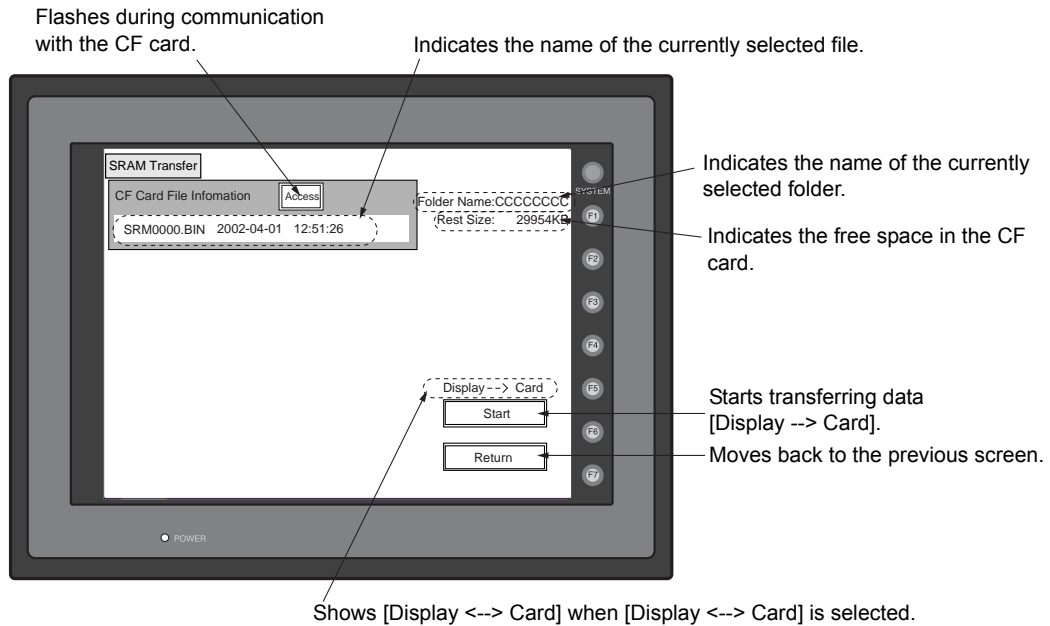 Flashes during communication
with the CF card.
Indicates the name of the currently selected file.
SRAM Transfer
CF Card File Infomation
Access
Folder Name:CCCCCCCC
SRM0000.BIN 2002-04-01 12:51:26
Rest Size: 29954KB
Indicates the name of the currently
selected folder.
Indicates the free space in the CF
card.
SYSTEM
F1
F2
F3
F4
F5
F6
F7
Display--> Card
Start
Return
Starts transferring data
[Display --> Card].
Moves back to the previous screen.
POWER
Shows [Display <--> Card] when [Display <--> Card] is selected.